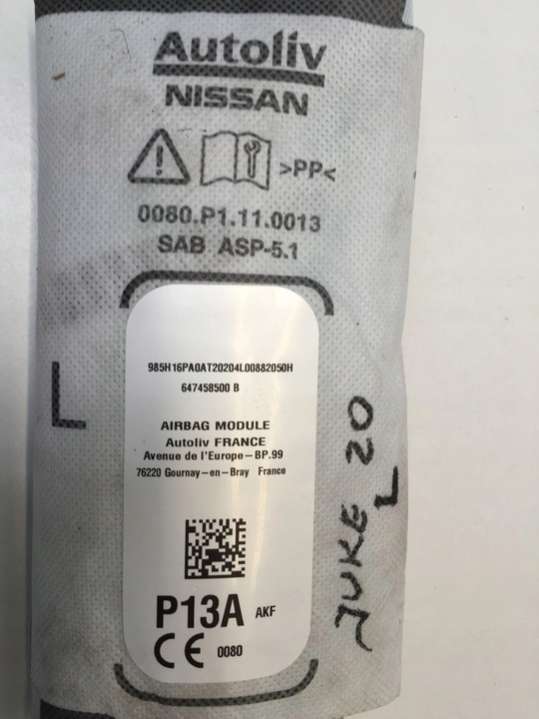 Autoliv
NISSAN
>PP<
0080.P1.11.0013
SAB ASP-5.1
L
985H16PA0AT20204L00882050H
647458500 B
AIRBAG MODULE
Autoliv FRANCE
Avenue de l'Europe-BP.99
76220 Gournay-en-Bray France
P13A AKF
CE 0080
JUKE 20
L